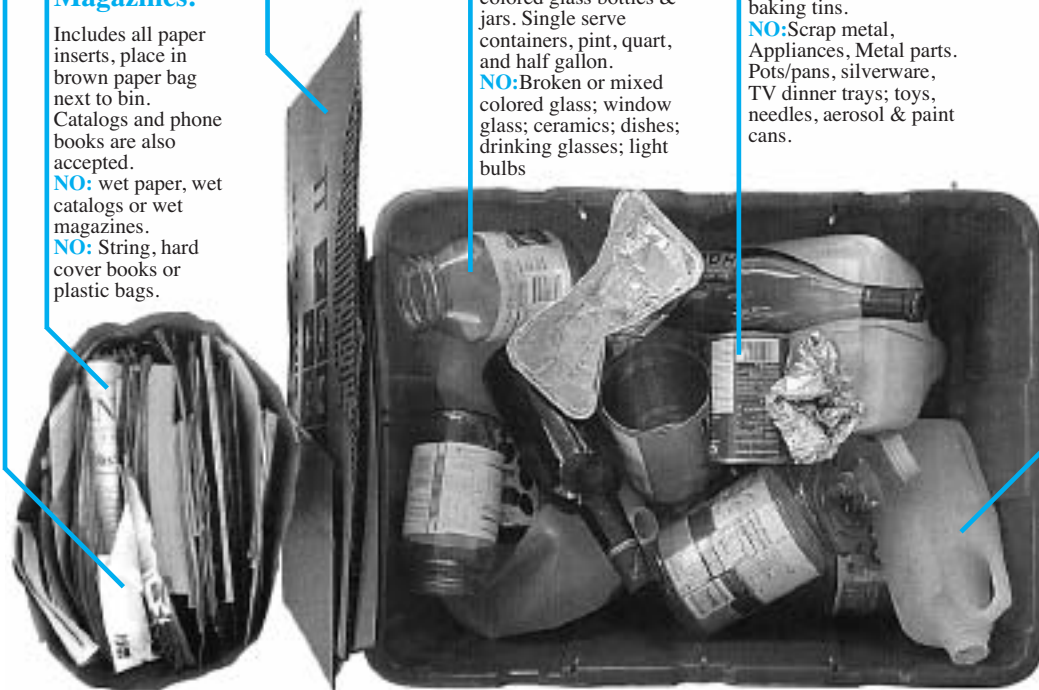 Magazines:
Includes all paper
inserts, place in
brown paper bag
next to bin.
Catalogs and phone
books are also
accepted.
NO: wet paper, wet
catalogs or wet
magazines.
NO: String, hard
cover books or
plastic bags.
colored glass bottles &
jars. Single serve
containers, pint, quart,
and half gallon.
NO:Broken or mixed
colored glass; window
glass; ceramics; dishes;
drinking glasses; light
bulbs
baking tins.
NO:Scrap metal,
Appliances, Metal parts.
Pots/pans, silverware,
TV dinner trays; toys,
needles, aerosol & paint
cans.